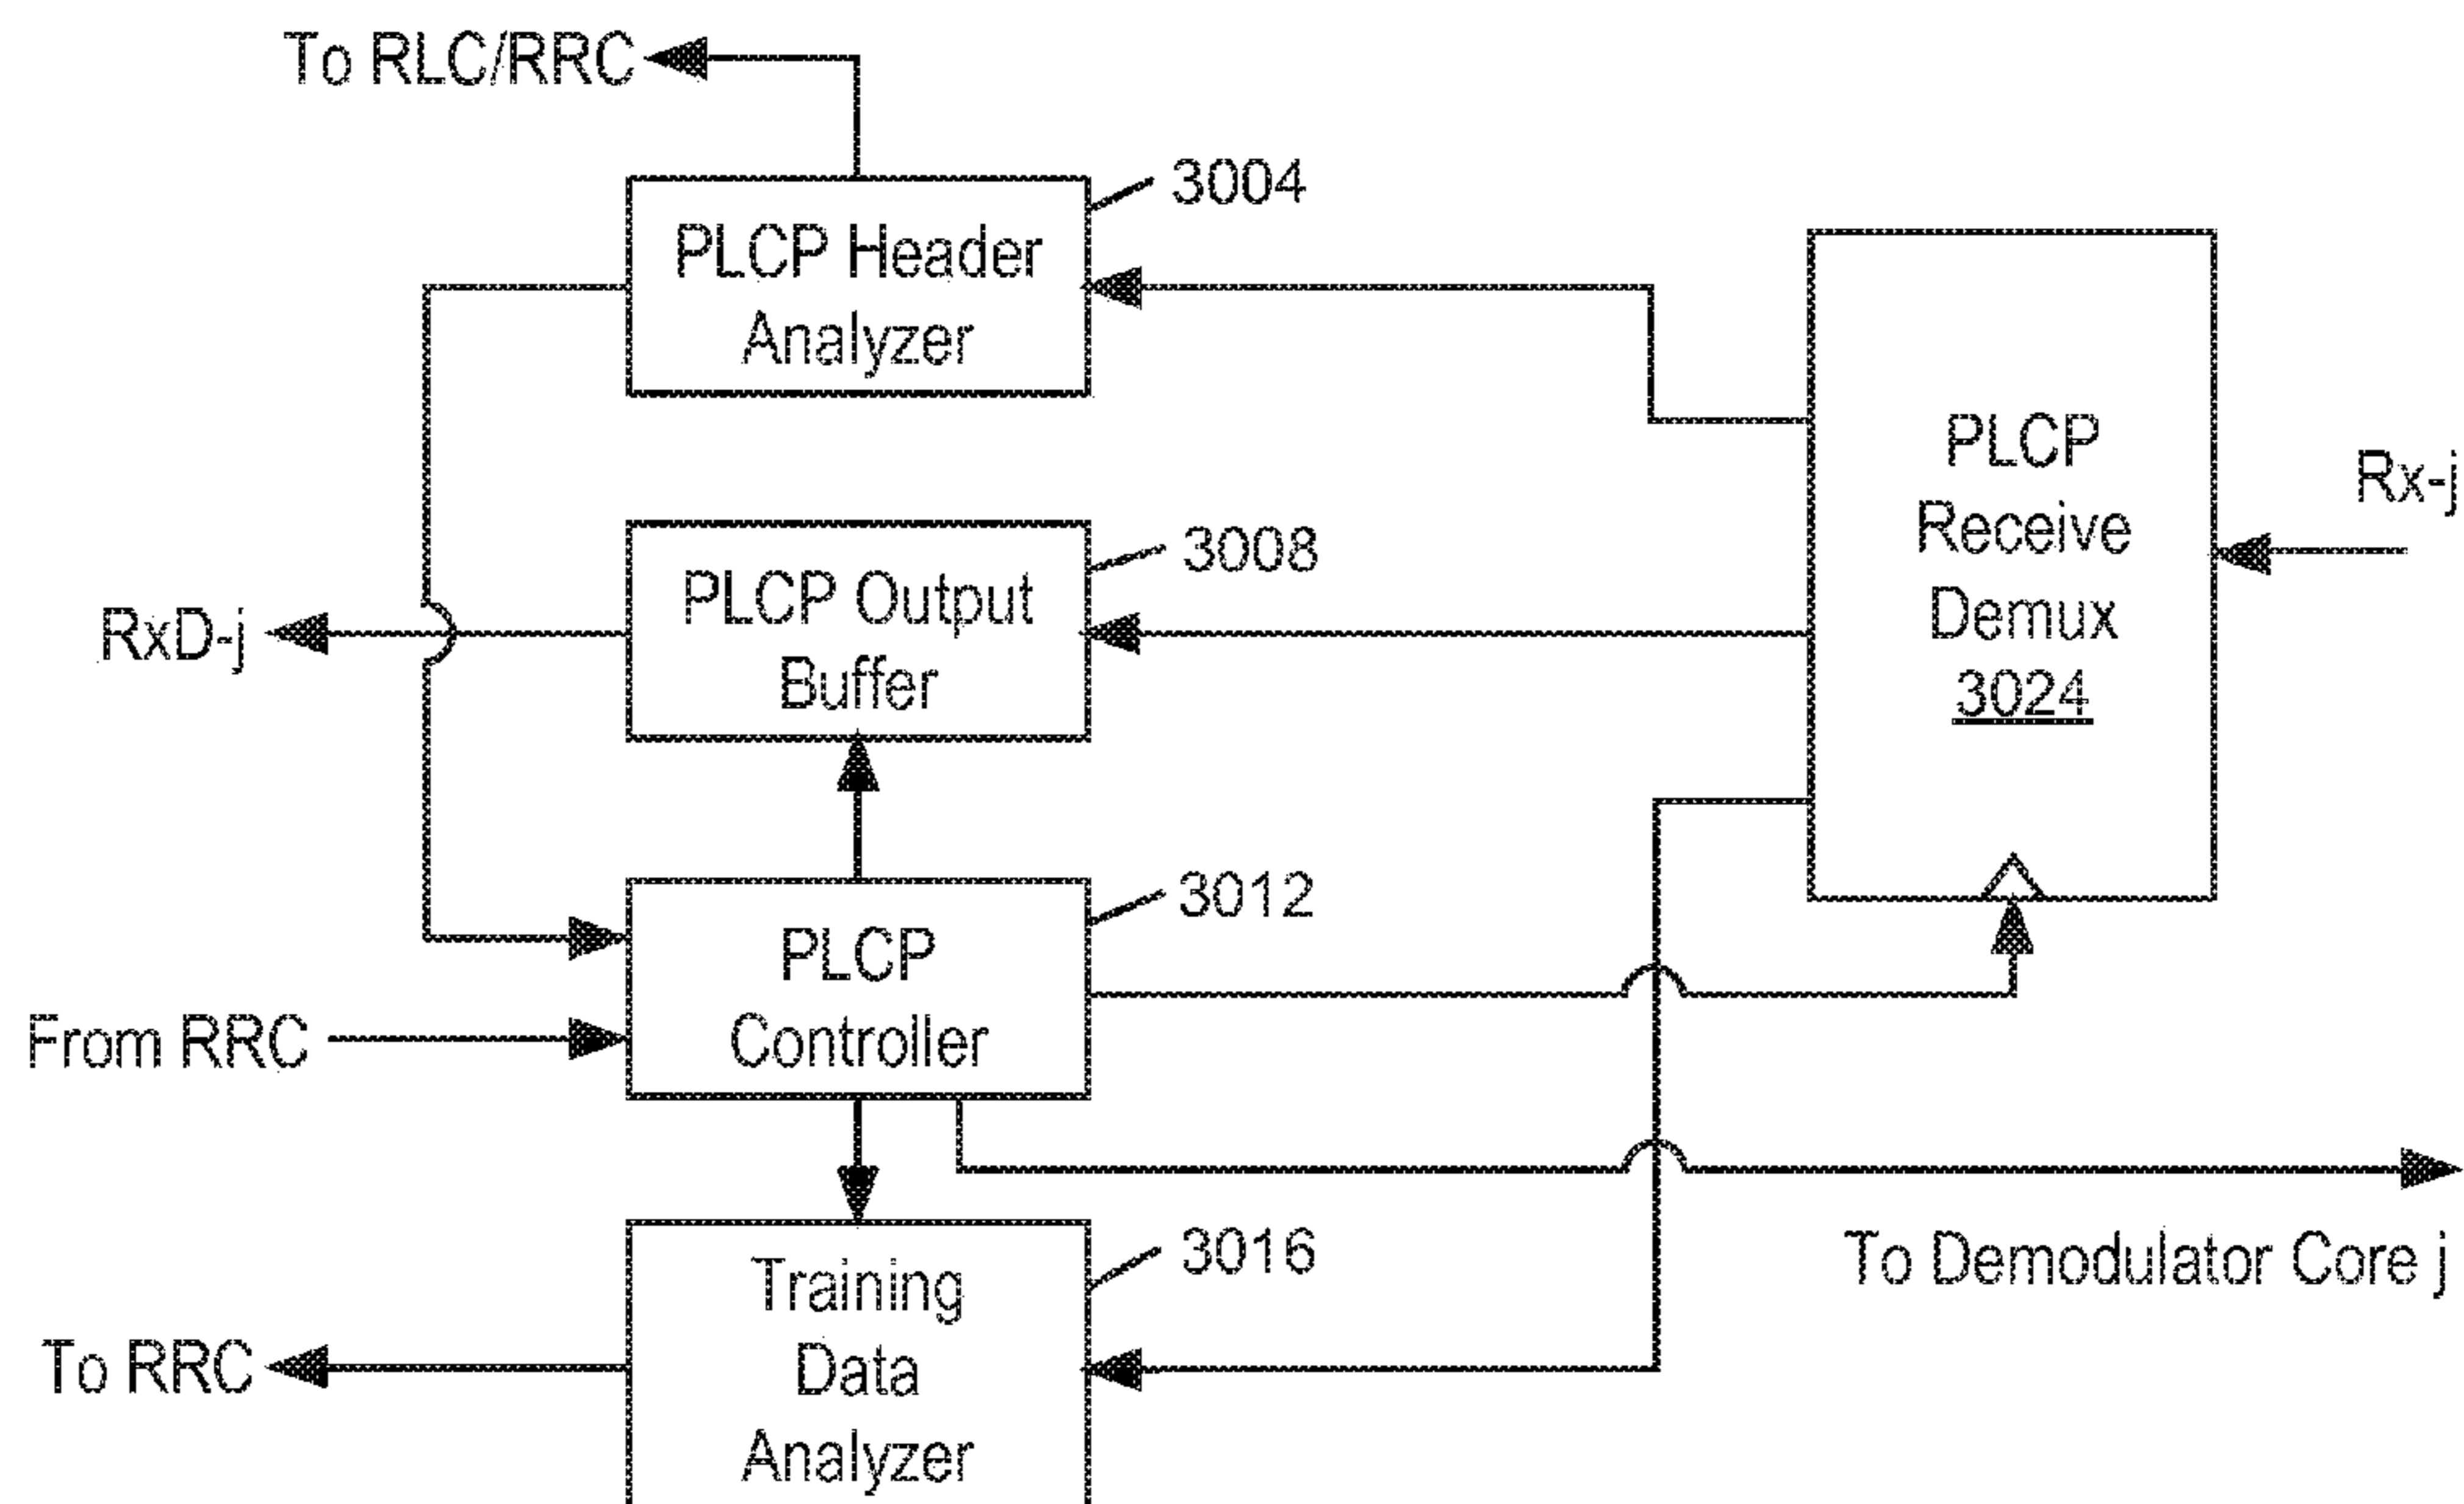 To RLC/RRC
3004
PLCP Header
Analyzer
PLCP
Receive
Demux
3024
Rx-j
3008
PLCP Output
Buffer
RxD-j
3012
PLCP
Controller
From RRC
3016
Training
Data
Analyzer
To Demodulator Core j
To RRC